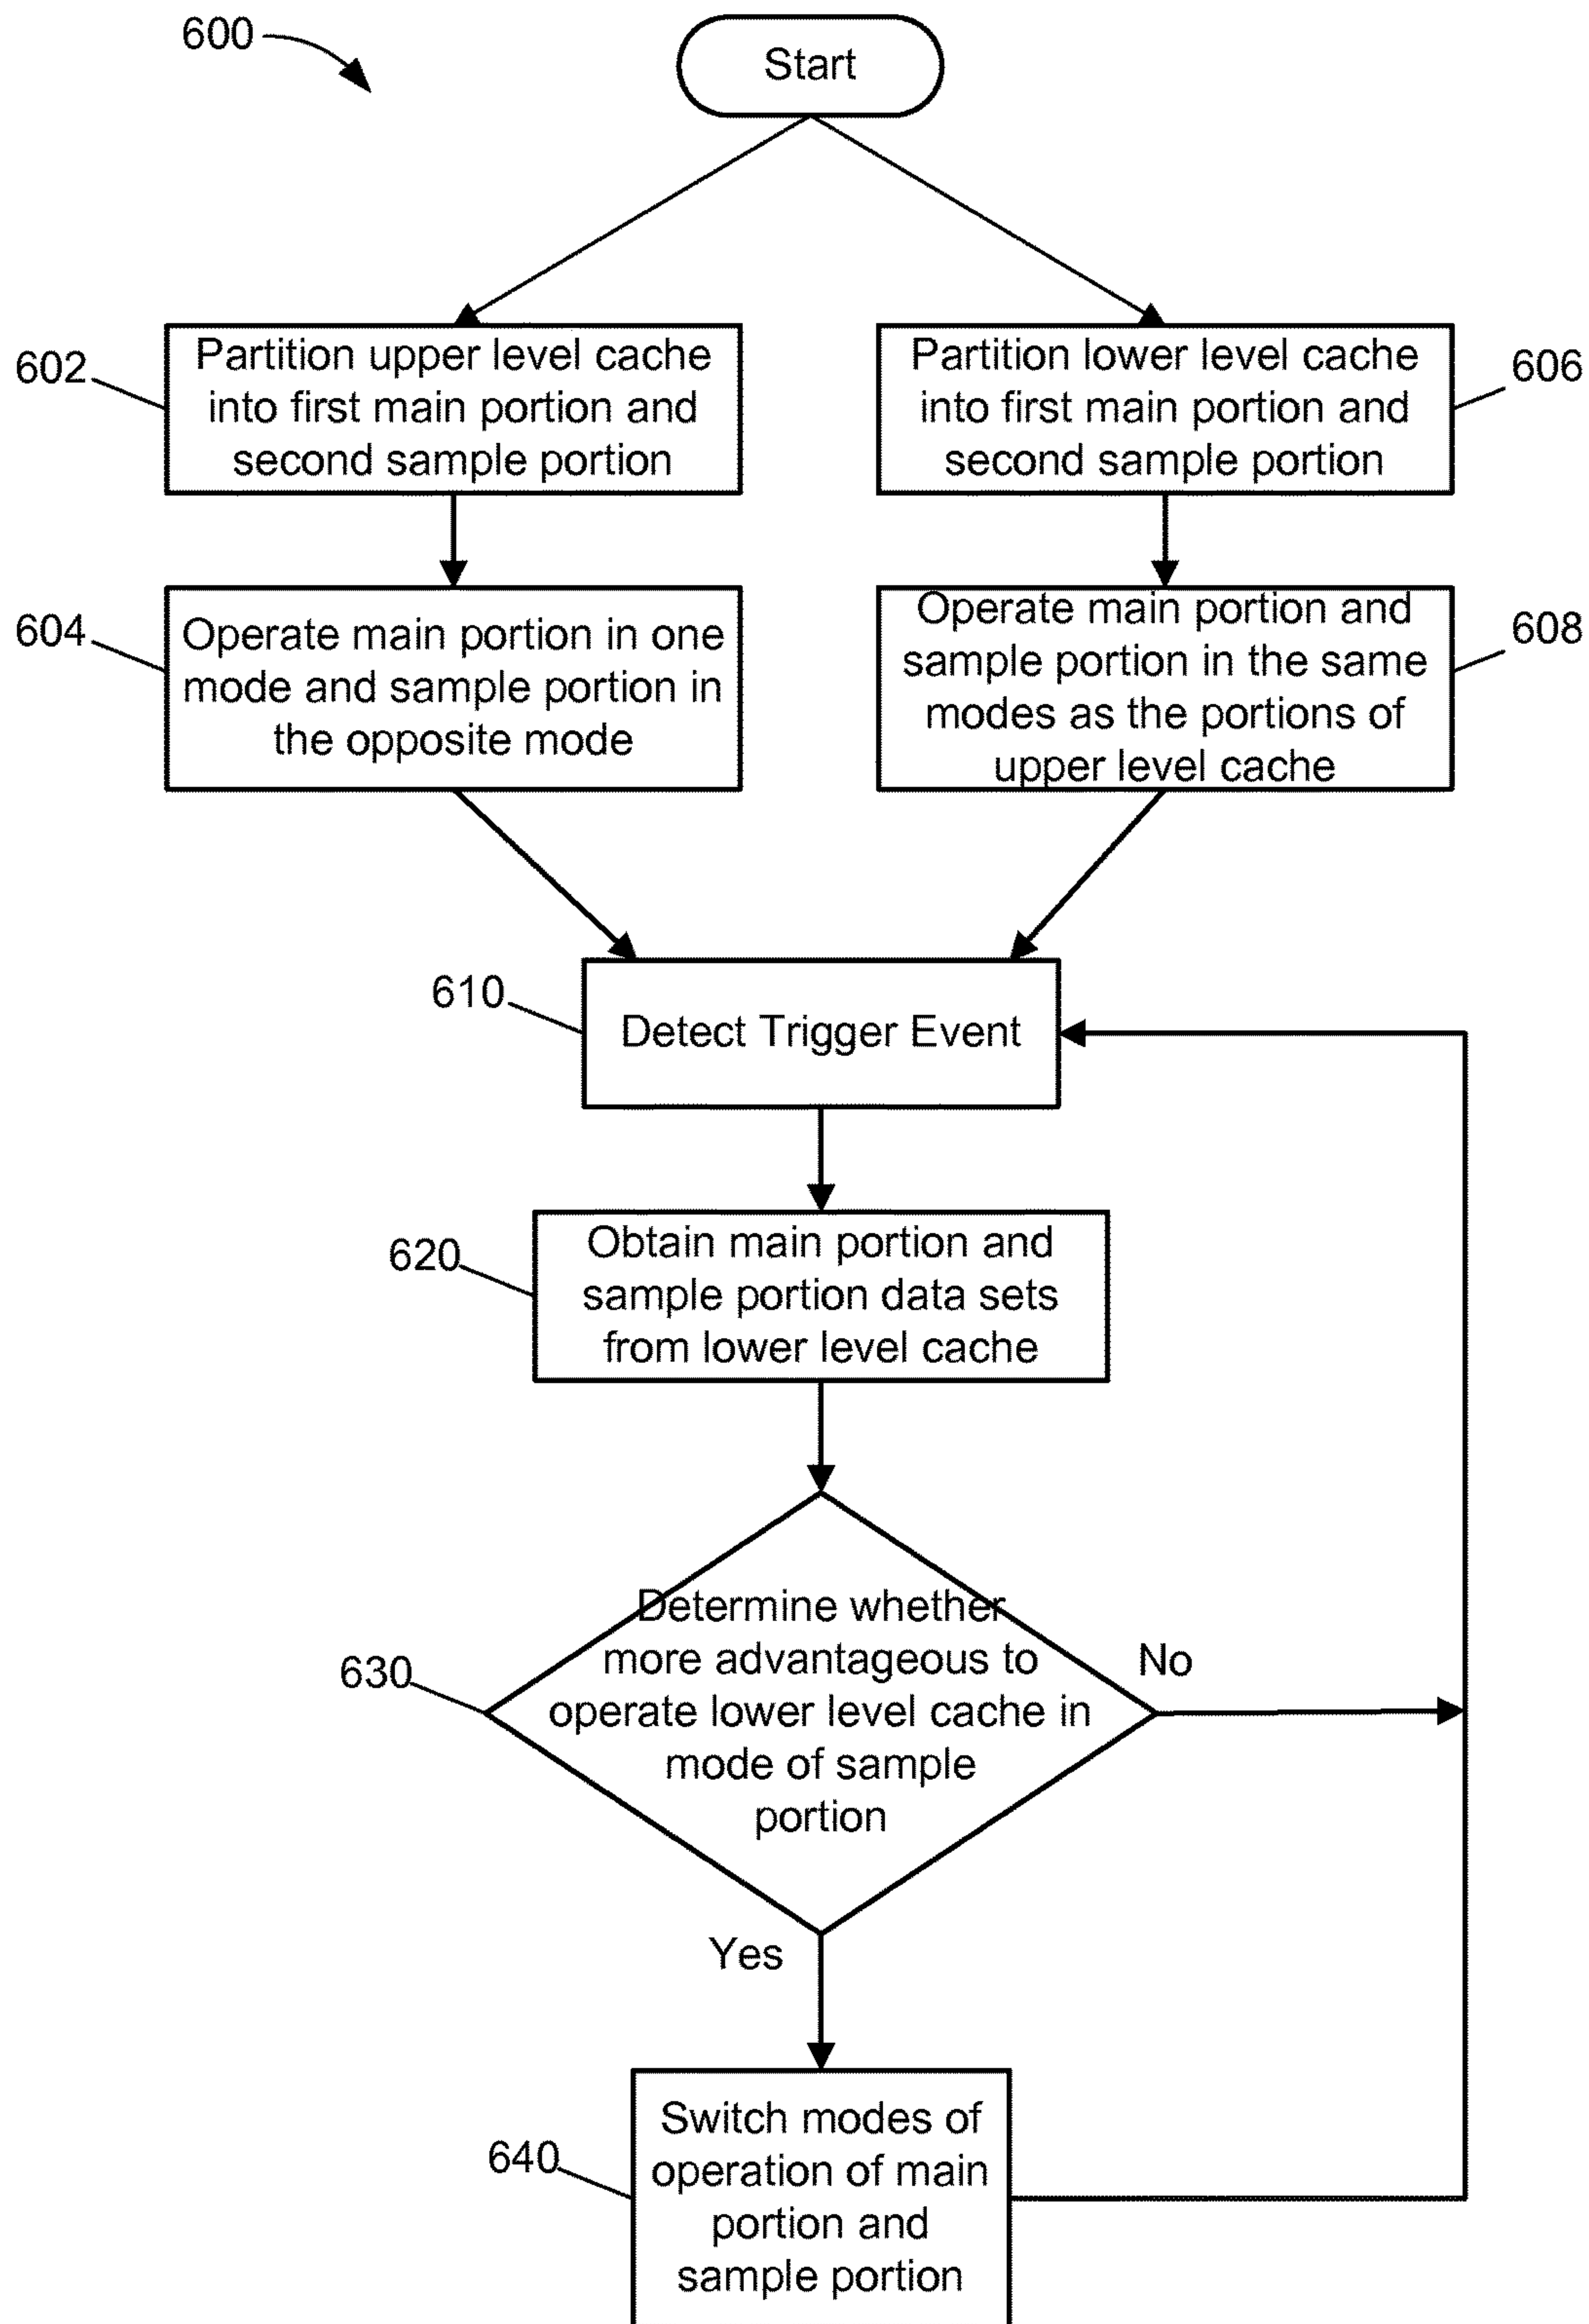 600
Start
602
Partition upper level cache
into first main portion and
second sample portion
Partition lower level cache
into first main portion and
second sample portion
606
604
Operate main portion in one
mode and sample portion in
the opposite mode
Operate main portion and
sample portion in the same
modes as the portions of
upper level cache
608
610
Detect Trigger Event
620
Obtain main portion and
sample portion data sets
from lower level cache
630
Determine whether
more advantageous to
operate lower level cache in
mode of sample
portion
No
Yes
640
Switch modes of
operation of main
portion and
sample portion